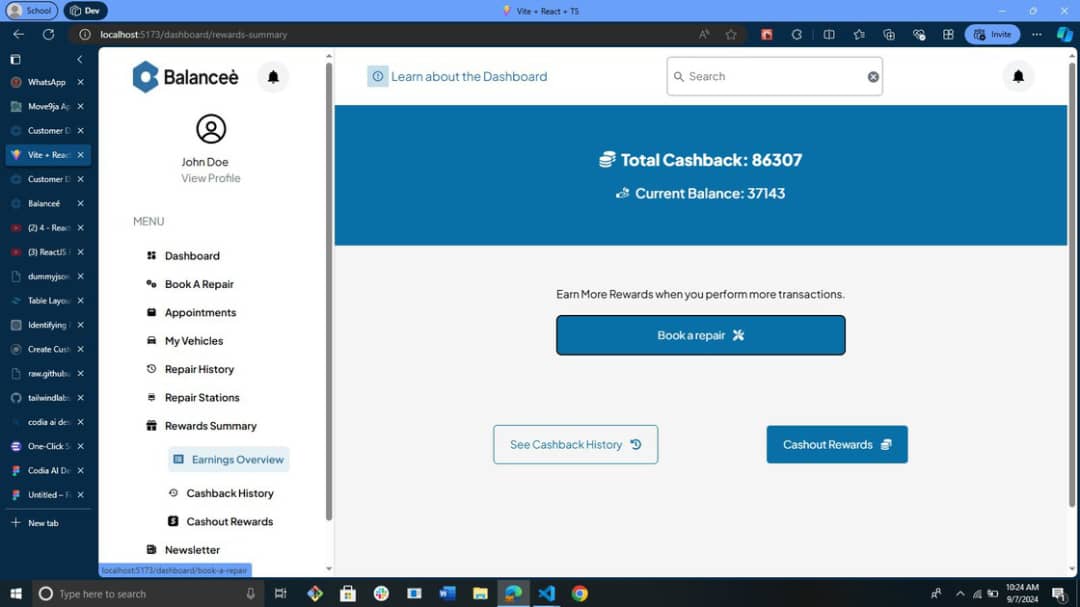 School
Dev
Vite + React + TS
localhost:5173/dashboard/rewards-summary
Invite
WhatsApp
Move9ja Ap
Customer D
Vite + Reac
Customer D
Balanceé
(2) 4 - Reac
(3) ReactJS
dummyjson
Table Layou
Identifying
Create Cust
raw.githubu
tailwindlab
codia ai de
One-Click S
Codia AI De
Untitled – F
New tab
Balanceè
John Doe
View Profile
MENU
Dashboard
Book A Repair
Appointments
My Vehicles
Repair History
Repair Stations
Rewards Summary
Earnings Overview
Cashback History
Cashout Rewards
Newsletter
localhost:5173/dashboard/book-a-repair
Learn about the Dashboard
Search
Total Cashback: 86307
Current Balance: 37143
Earn More Rewards when you perform more transactions.
Book a repair
See Cashback History
Cashout Rewards
Type here to search
10:24 AM
9/7/2024